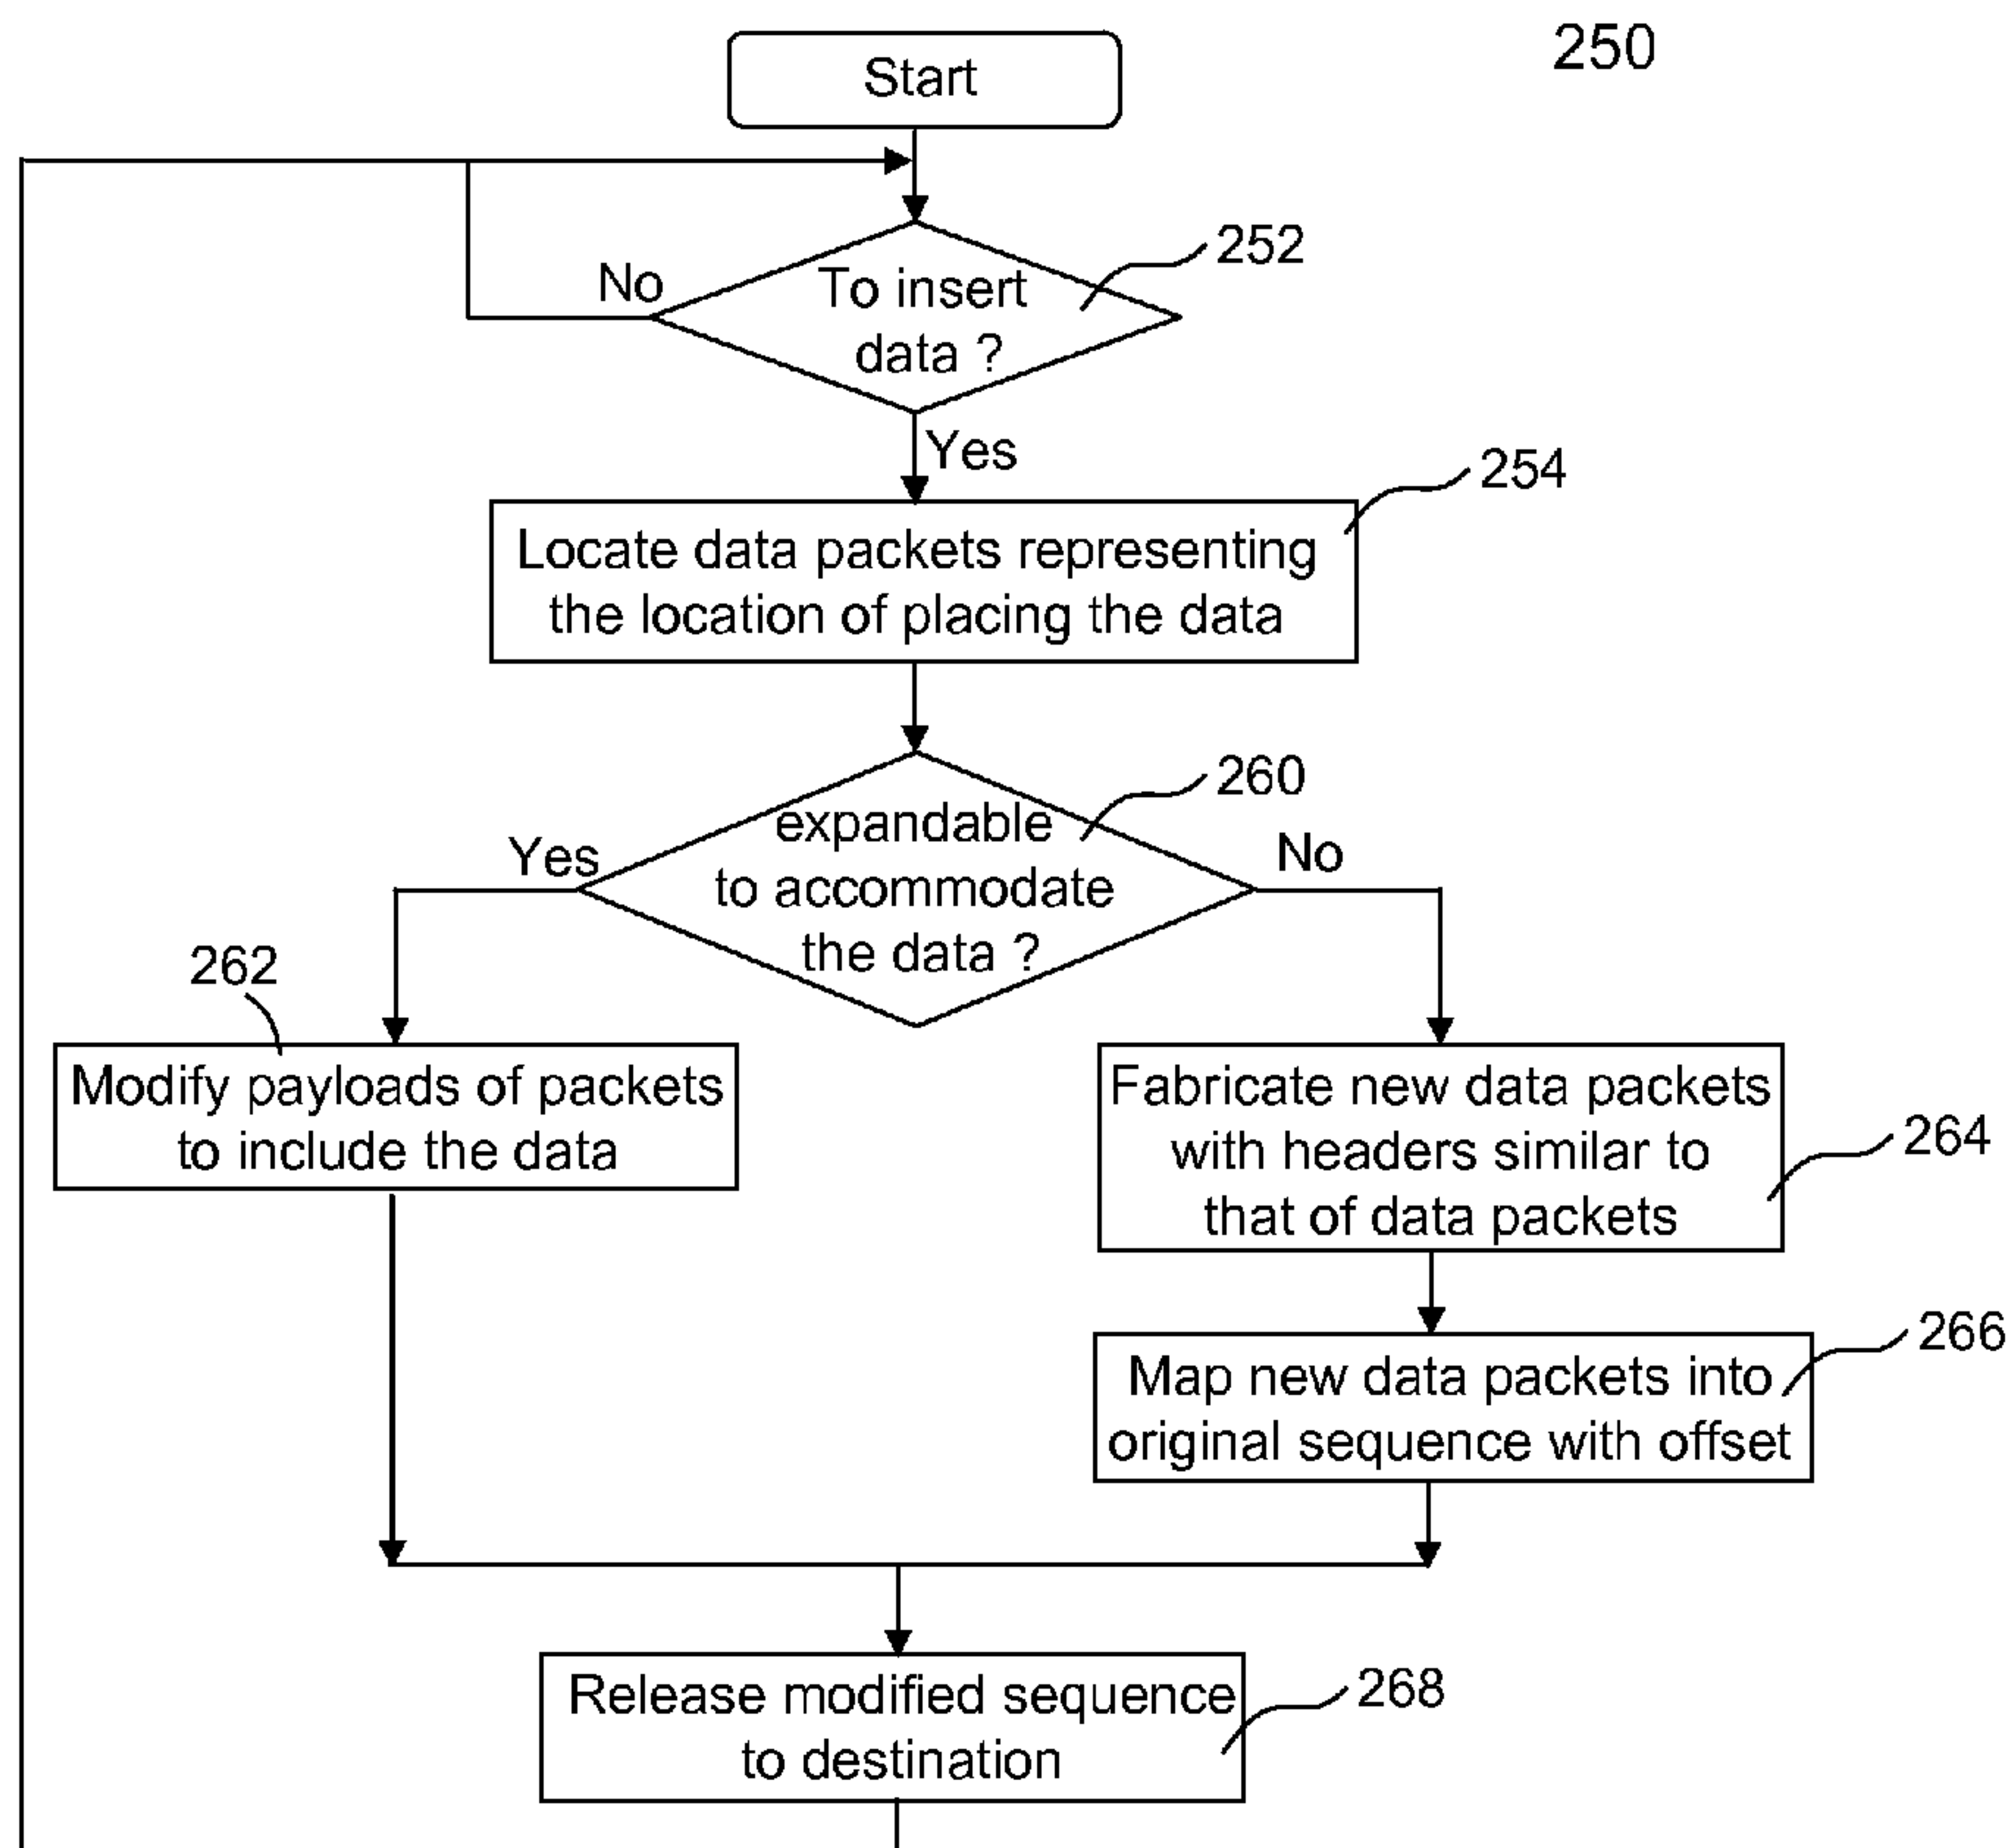 250
Start
252
No
To insert
data ?
Yes
254
Locate data packets representing
the location of placing the data
260
expandable
to accommodate
the data ?
Yes
No
262
Modify payloads of packets
to include the data
Fabricate new data packets
with headers similar to
that of data packets
264
266
Map new data packets into
original sequence with offset
Release modified sequence
to destination
268